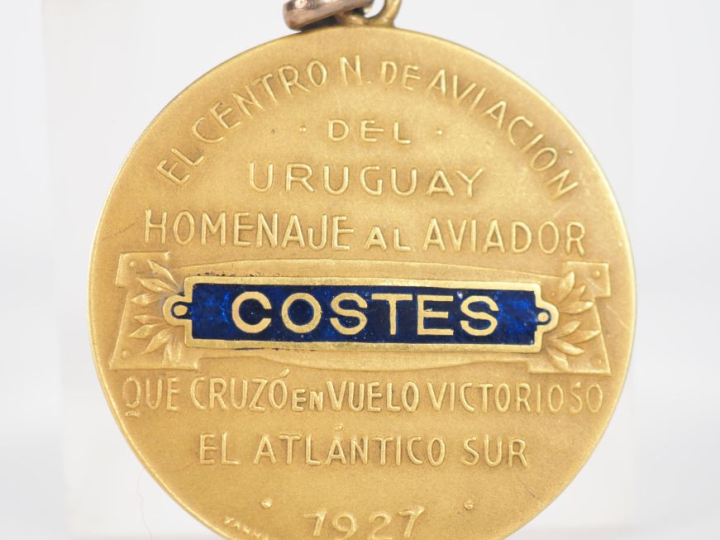 EL CENTRO N. DE AVIACIÓN
· DEL ·
URUGUAY
HOMENAJE AL AVIADOR
COSTES
QUE CRUZÓ EN VUELO VICTORIOSO
EL ATLÁNTICO SUR
· 1927 ·